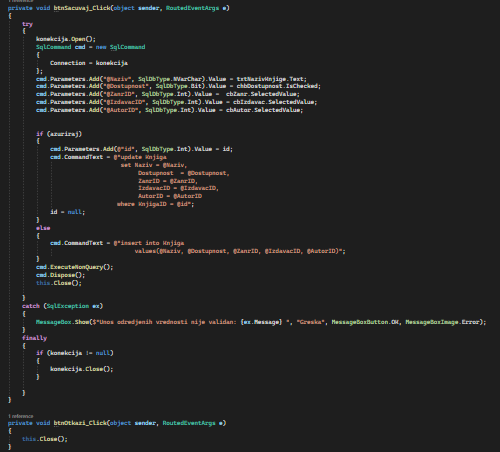 private void btnSacuvaj_Click(object sender, RoutedEventArgs e)
{
try
{
konekcija.Open();
SqlCommand cmd = new SqlCommand
{
Connection = konekcija
};
cmd.Parameters.Add("@Naziv", SqlDbType.NVarChar).Value = txtNazivKnjige.Text;
cmd.Parameters.Add("@Dostupnost", SqlDbType.Bit).Value = chbDostupnost.IsChecked;
cmd.Parameters.Add("@ZanrID", SqlDbType.Int).Value = cbZanr.SelectedValue;
cmd.Parameters.Add("@IzdavacID", SqlDbType.Int).Value = cbIzdavac.SelectedValue;
cmd.Parameters.Add("@AutorID", SqlDbType.Int).Value = cbAutor.SelectedValue;
if (azuriraj)
{
cmd.Parameters.Add("@id", SqlDbType.Int).Value = id;
cmd.CommandText = @"update Knjiga
set Naziv = @Naziv,
Dostupnost = @Dostupnost,
ZanrID = @ZanrID,
IzdavacID = @IzdavacID,
AutorID = @AutorID
where KnjigaID = @id";
id = null;
}
else
{
cmd.CommandText = @"insert into Knjiga
values(@Naziv, @Dostupnost, @ZanrID, @IzdavacID, @AutorID)";
}
cmd.ExecuteNonQuery();
cmd.Dispose();
this.Close();
}
catch (SqlException ex)
{
MessageBox.Show($"Unos odredjenih vrednosti nije validan: {ex.Message} ", "Greska", MessageBoxButton.OK, MessageBoxImage.Error);
}
finally
{
if (konekcija != null)
{
konekcija.Close();
}
}
}
1 reference
private void btnOtkazi_Click(object sender, RoutedEventArgs e)
{
this.Close();
}